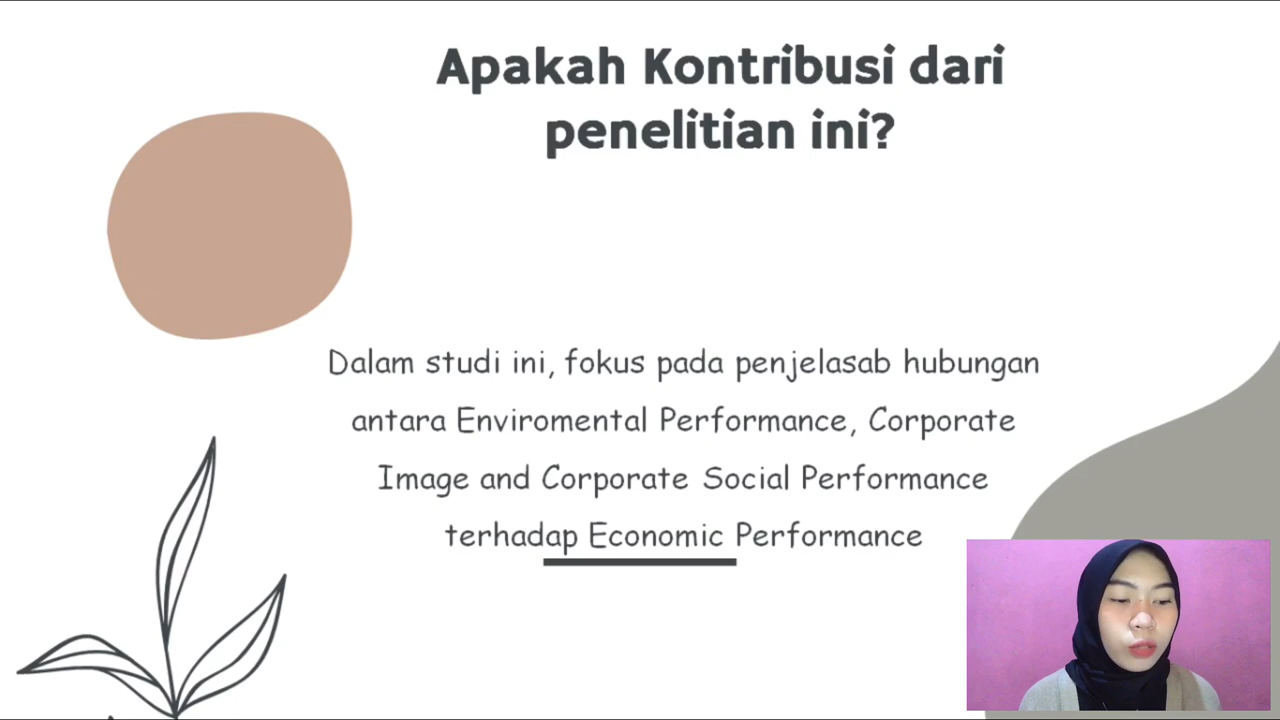 Apakah Kontribusi dari
penelitian ini?
Dalam studi ini, fokus pada penjelasab hubungan
antara Enviromental Performance, Corporate
Image and Corporate Social Performance
terhadap Economic Performance